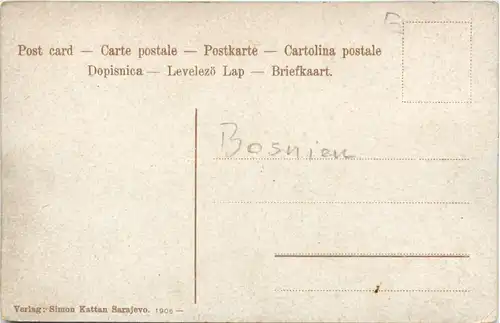 Post card — Carte postale — Postkarte — Cartolina postale
Dopisnica — Levelezö Lap — Briefkaart.
Bosnien
Verlag: Simon Kattan Sarajevo. 1906 —